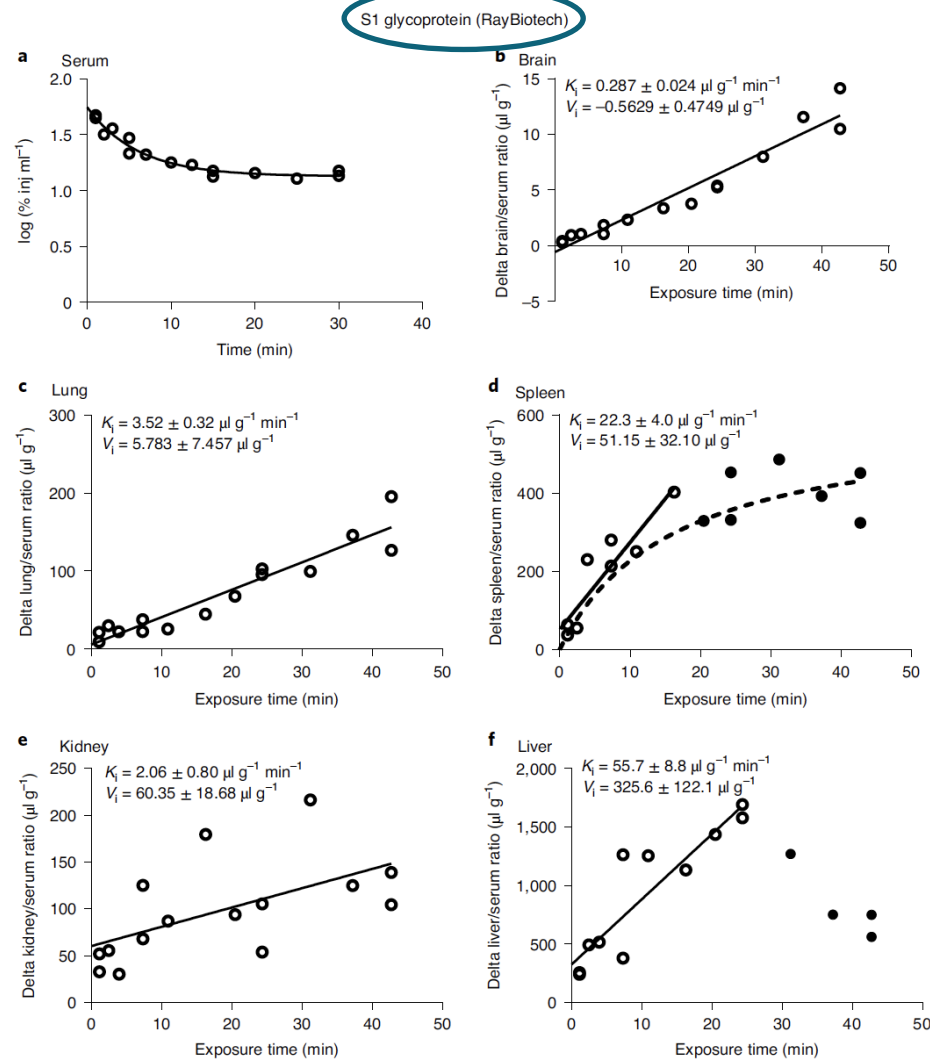 S1 glycoprotein (RayBiotech)
a Serum
2.0
1.5
1.0
0.5
0
log (% inj ml⁻¹)
0 10 20 30 40
Time (min)
b Brain
Kᵢ = 0.287 ± 0.024 µl g⁻¹ min⁻¹
Vᵢ = –0.5629 ± 0.4749 µl g⁻¹
15
10
5
0
–5
Delta brain/serum ratio (µl g⁻¹)
10 20 30 40 50
Exposure time (min)
c Lung
Kᵢ = 3.52 ± 0.32 µl g⁻¹ min⁻¹
Vᵢ = 5.783 ± 7.457 µl g⁻¹
300
200
100
0
Delta lung/serum ratio (µl g⁻¹)
0 10 20 30 40 50
Exposure time (min)
d Spleen
Kᵢ = 22.3 ± 4.0 µl g⁻¹ min⁻¹
Vᵢ = 51.15 ± 32.10 µl g⁻¹
600
400
200
0
Delta spleen/serum ratio (µl g⁻¹)
0 10 20 30 40 50
Exposure time (min)
e Kidney
Kᵢ = 2.06 ± 0.80 µl g⁻¹ min⁻¹
Vᵢ = 60.35 ± 18.68 µl g⁻¹
250
200
150
100
50
0
Delta kidney/serum ratio (µl g⁻¹)
0 10 20 30 40 50
Exposure time (min)
f Liver
Kᵢ = 55.7 ± 8.8 µl g⁻¹ min⁻¹
Vᵢ = 325.6 ± 122.1 µl g⁻¹
2,000
1,500
1,000
500
0
Delta liver/serum ratio (µl g⁻¹)
0 10 20 30 40 50
Exposure time (min)